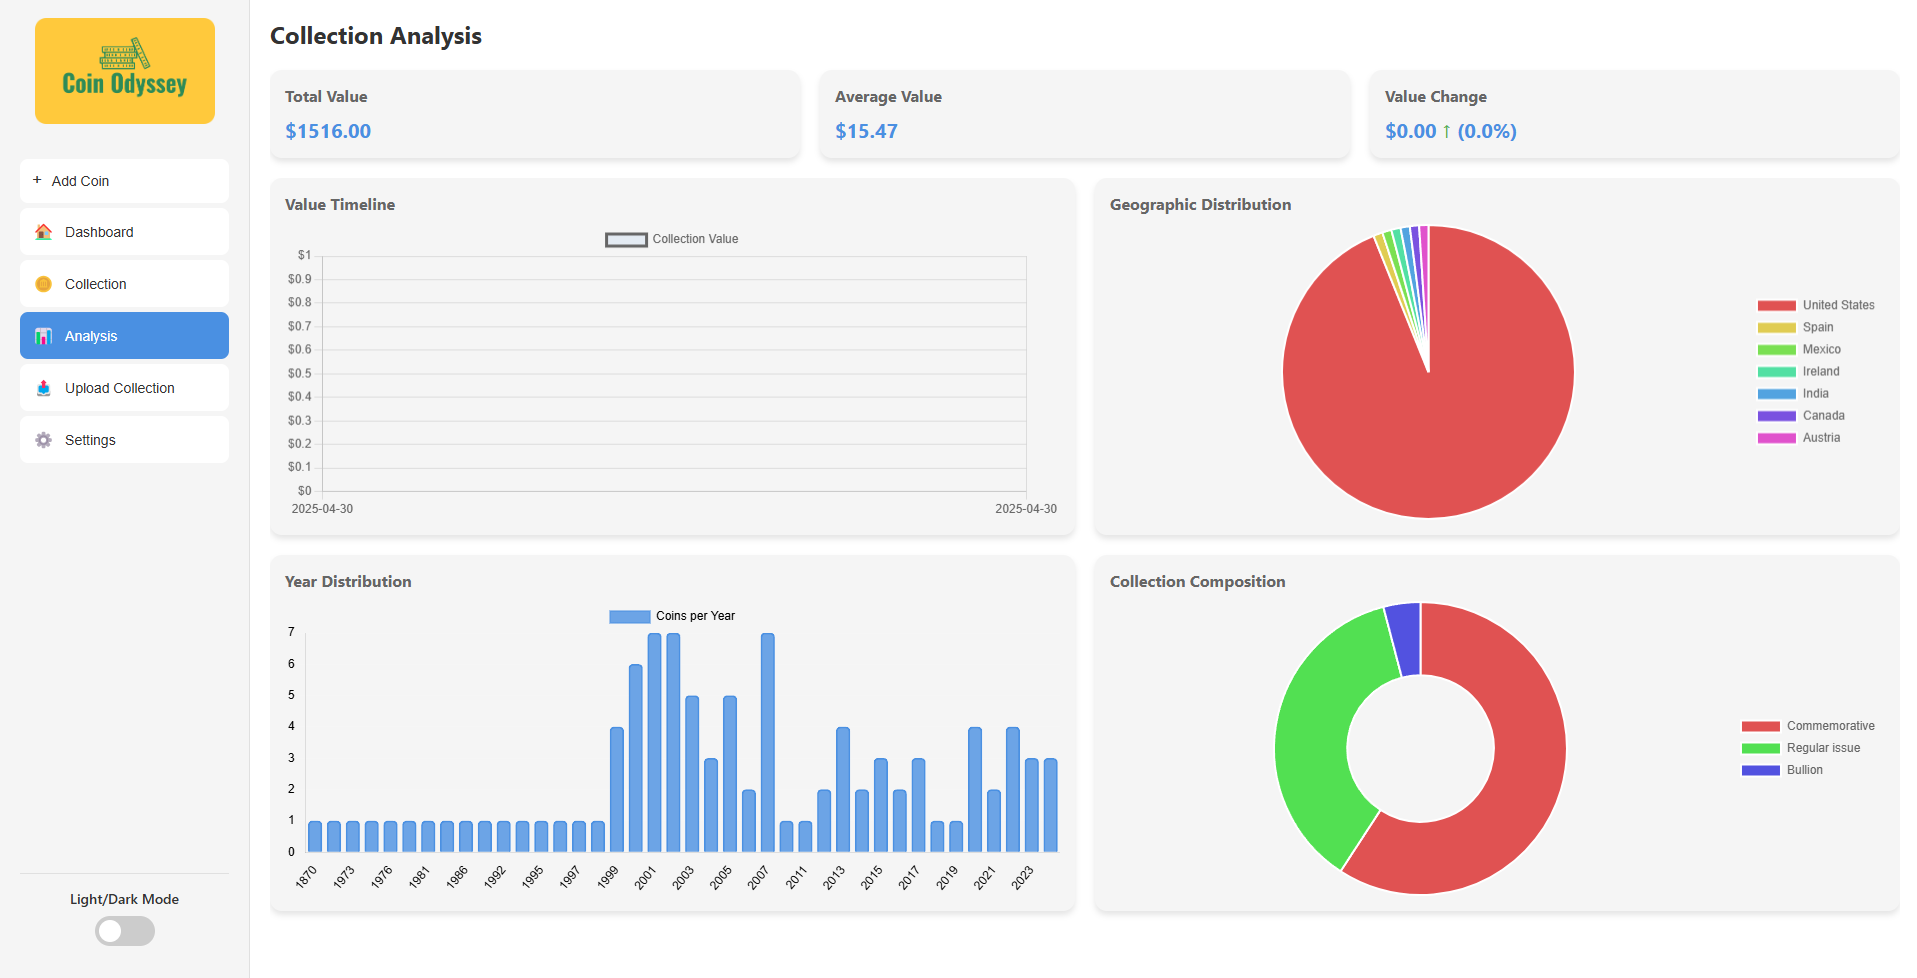 Coin Odyssey
+ Add Coin
Dashboard
Collection
Analysis
Upload Collection
Settings
Light/Dark Mode
Collection Analysis
Total Value
$1516.00
Average Value
$15.47
Value Change
$0.00 ↑ (0.0%)
Value Timeline
Collection Value
$1
$0.9
$0.8
$0.7
$0.6
$0.5
$0.4
$0.3
$0.2
$0.1
$0
2025-04-30 2025-04-30
Geographic Distribution
United States
Spain
Mexico
Ireland
India
Canada
Austria
Year Distribution
Coins per Year
7
6
5
4
3
2
1
0
1870 1973 1976 1981 1986 1992 1995 1997 1999 2001 2003 2005 2007 2011 2013 2015 2017 2019 2021 2023
Collection Composition
Commemorative
Regular issue
Bullion